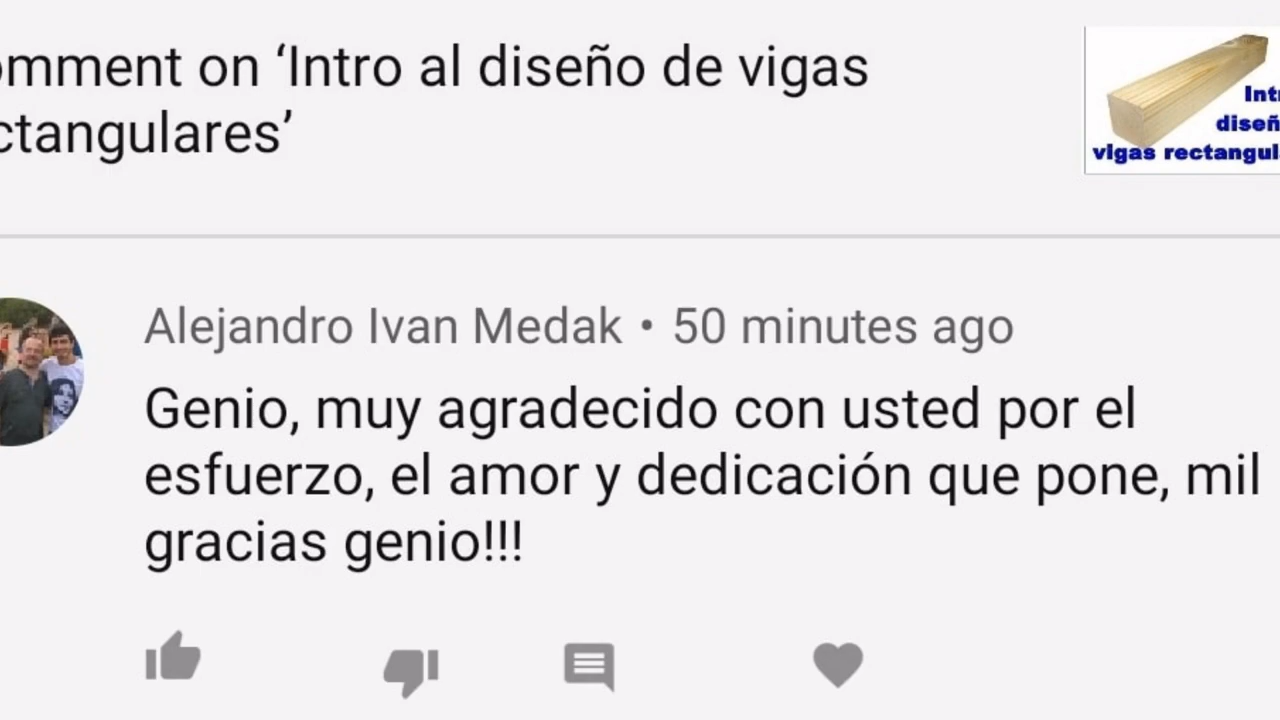 omment on ‘Intro al diseño de vigas
ctangulares’
Intr
diseñ
vigas rectangul
Alejandro Ivan Medak • 50 minutes ago
Genio, muy agradecido con usted por el
esfuerzo, el amor y dedicación que pone, mil
gracias genio!!!